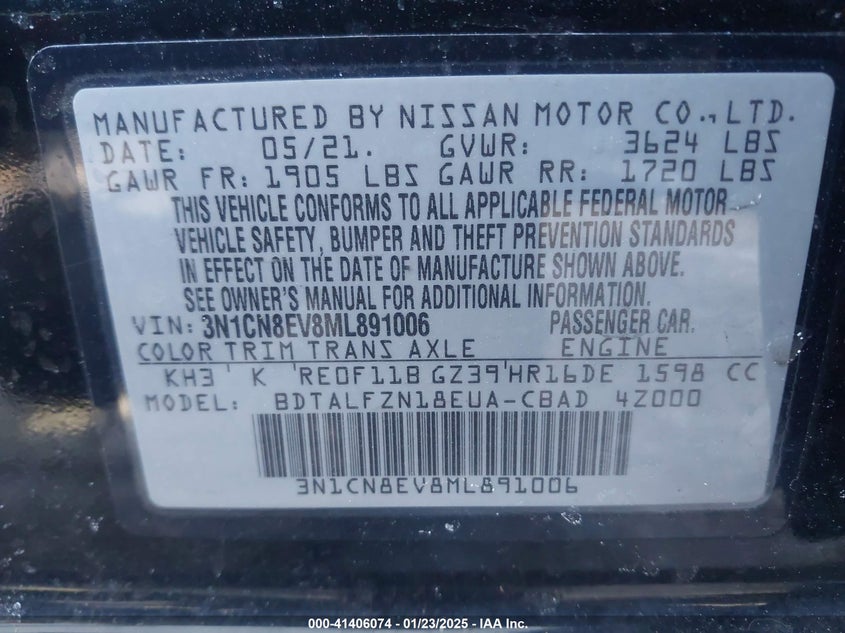 MANUFACTURED BY NISSAN MOTOR CO., LTD.
DATE: 05/21. GVWR: 3624 LBS
GAWR FR: 1905 LBS GAWR RR: 1720 LBS
THIS VEHICLE CONFORMS TO ALL APPLICABLE FEDERAL MOTOR
VEHICLE SAFETY, BUMPER AND THEFT PREVENTION STANDARDS
IN EFFECT ON THE DATE OF MANUFACTURE SHOWN ABOVE.
SEE OWNER'S MANUAL FOR ADDITIONAL INFORMATION.
VIN: 3N1CN8EV8ML891006 PASSENGER CAR.
COLOR TRIM TRANS AXLE ENGINE
KH3 ' K 'RE0F11B GZ39'HR16DE 1598 CC
MODEL: BDTALFZN18EUA-CBAD 4Z000
3N1CN8EV8ML891006
000-41406074 - 01/23/2025 - IAA Inc.